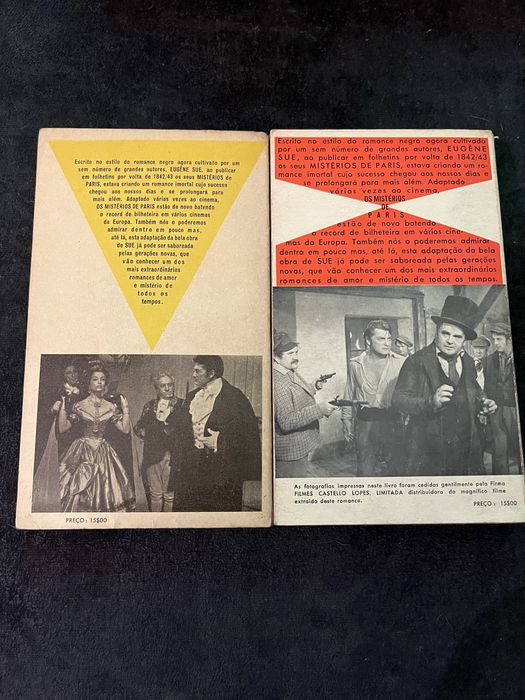 Escrito no estilo do romance negro agora cultivado por
um sem número de grandes autores, EUGÈNE SUE, ao publicar
em folhetins por volta de 1842/43 os seus MISTÉRIOS DE
PARIS, estava criando um romance imortal cujo sucesso
chegou aos nossos dias e se prolongará para
mais além. Adaptado várias vezes ao cinema,
OS MISTÉRIOS DE PARIS estão de novo batendo
o record de bilheteira em vários cinemas
da Europa. Também nós o poderemos
admirar dentro em pouco mas,
até lá, esta adaptação da bela obra
de SUE já pode ser saboreada
pelas gerações novas, que
vão conhecer um dos
mais extraordinários
romances de amor
e mistério de
todos os
tempos.
PREÇO: 15$00
Escrito no estilo do romance negro agora cultivado
por um sem número de grandes autores, EUGÈNE
SUE, ao publicar em folhetins por volta de 1842/43
os seus MISTÉRIOS DE PARIS, estava criando um ro-
mance imortal cujo sucesso chegou aos nossos dias e
se prolongará para mais além. Adaptado
várias vezes ao cinema,
OS MISTÉRIOS
DE
PARIS
estão de novo batendo
o record de bilheteira em vários cine-
mas da Europa. Também nós o poderemos admirar
dentro em pouco mas, até lá, esta adaptação da bela
obra de SUE já pode ser saboreada pelas gerações
novas, que vão conhecer um dos mais extraordinários
romances de amor e mistério de todos os tempos.
As fotografias impressas neste livro foram cedidas gentilmente pela Firma
FILMES CASTELLO LOPES, LIMITADA distribuidora do magnífico filme
extraído deste romance.
PREÇO: 15$00